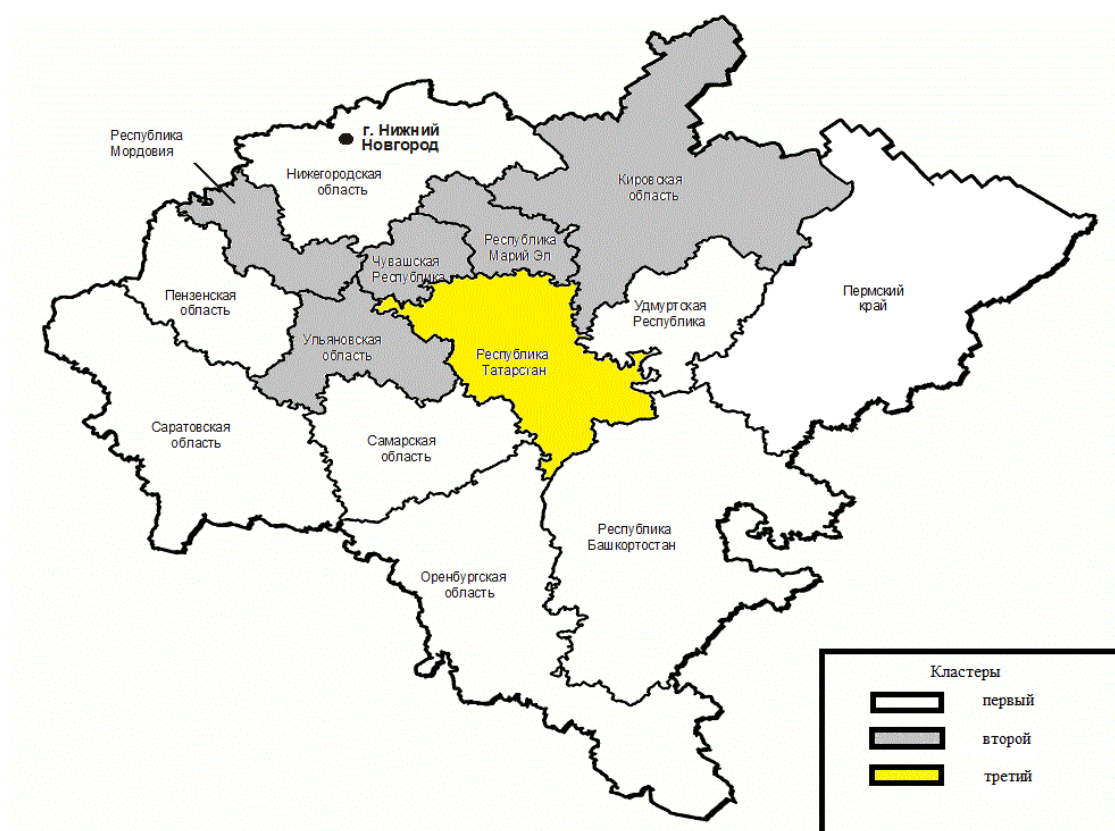 Республика
Мордовия
г. Нижний
Новгород
Нижегородская
область
Кировская
область
Республика
Марий Эл
Чувашская
Республика
Пензенская
область
Удмуртская
Республика
Пермский
край
Ульяновская
область
Республика
Татарстан
Саратовская
область
Самарская
область
Республика
Башкортостан
Оренбургская
область
Кластеры
первый
второй
третий